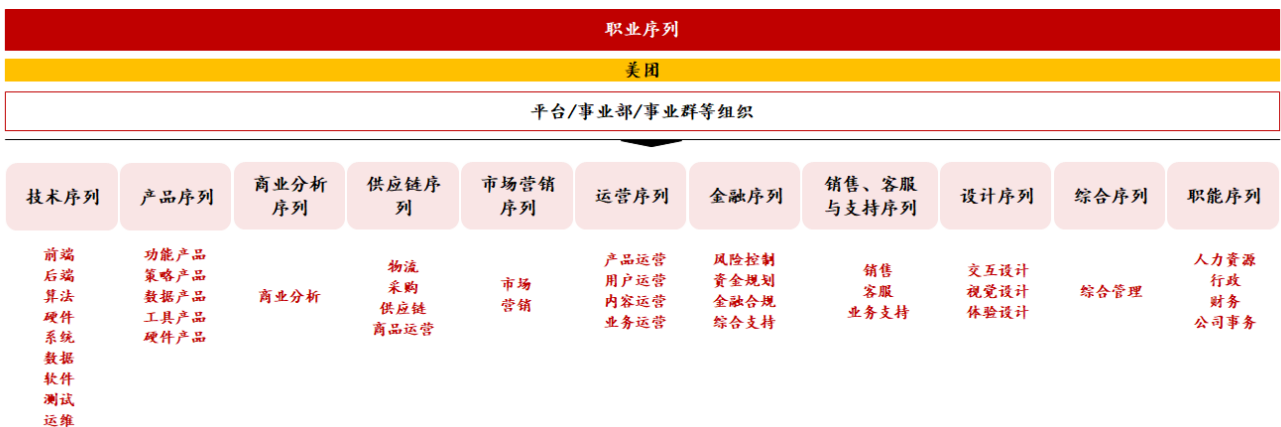 职业序列
美团
平台/事业部/事业群等组织
技术序列
产品序列
商业分析
序列
供应链序
列
市场营销
序列
运营序列
金融序列
销售、客服
与支持序列
设计序列
综合序列
职能序列
前端
后端
算法
硬件
系统
数据
软件
测试
运维
功能产品
策略产品
数据产品
工具产品
硬件产品
商业分析
物流
采购
供应链
商品运营
市场
营销
产品运营
用户运营
内容运营
业务运营
风险控制
资金规划
金融合规
综合支持
销售
客服
业务支持
交互设计
视觉设计
体验设计
综合管理
人力资源
行政
财务
公司事务